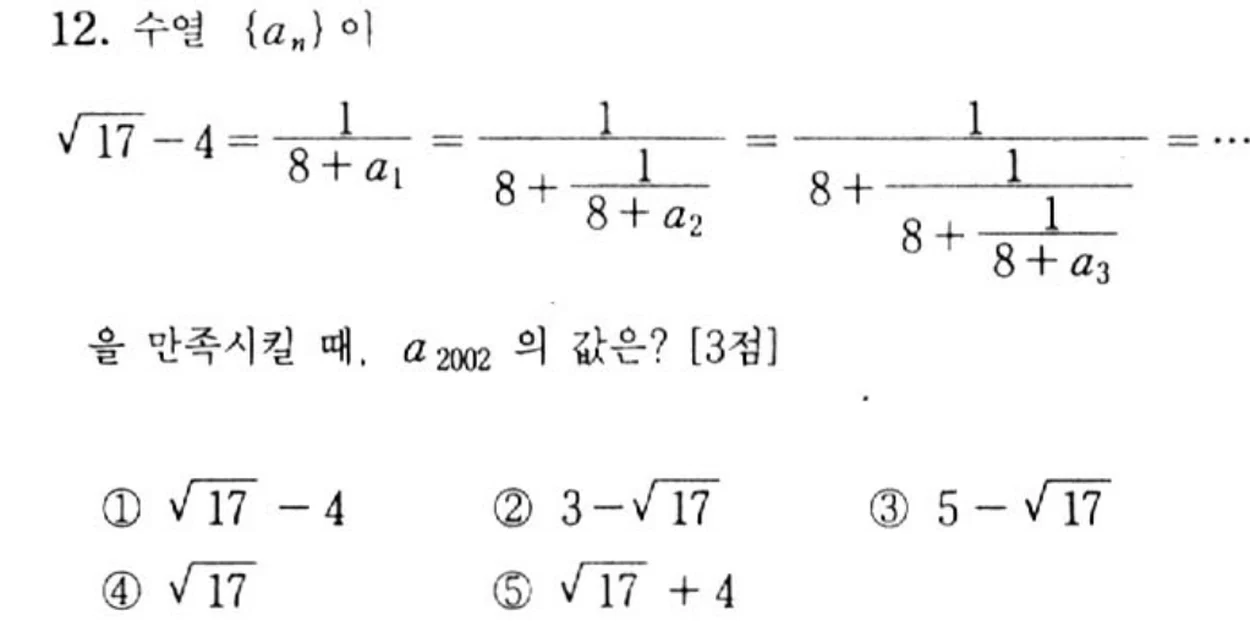 12. 수열 {aₙ} 이
√17 − 4 = 1/(8 + a₁) = 1/(8 + 1/(8 + a₂)) = 1/(8 + 1/(8 + 1/(8 + a₃))) = ⋯
을 만족시킬 때, a₂₀₀₂ 의 값은? [3점]
① √17 − 4 ② 3−√17 ③ 5 − √17
④ √17 ⑤ √17 + 4